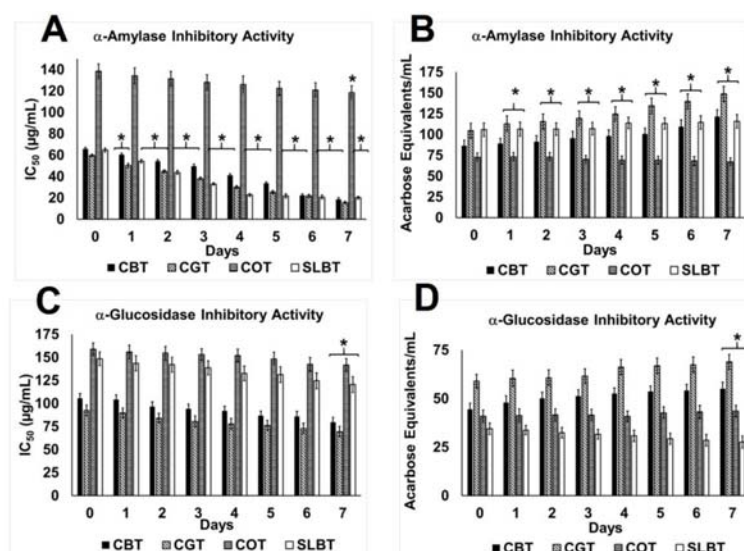 A
α-Amylase Inhibitory Activity
IC50 (µg/mL)
140
120
100
80
60
40
20
0
* * * * * * * * *
0 1 2 3 4 5 6 7
Days
CBT CGT COT SLBT
B
α-Amylase Inhibitory Activity
Acarbose Equivalents/mL
175
150
125
100
75
50
25
0
* * * * * * *
0 1 2 3 4 5 6 7
Days
CBT CGT COT SLBT
C
α-Glucosidase Inhibitory Activity
IC50 (µg/mL)
175
150
125
100
75
50
25
0
*
0 1 2 3 4 5 6 7
Days
CBT CGT COT SLBT
D
α-Glucosidase Inhibitory Activity
Acarbose Equivalents/mL
75
50
25
0
*
0 1 2 3 4 5 6 7
Days
CBT CGT COT SLBT